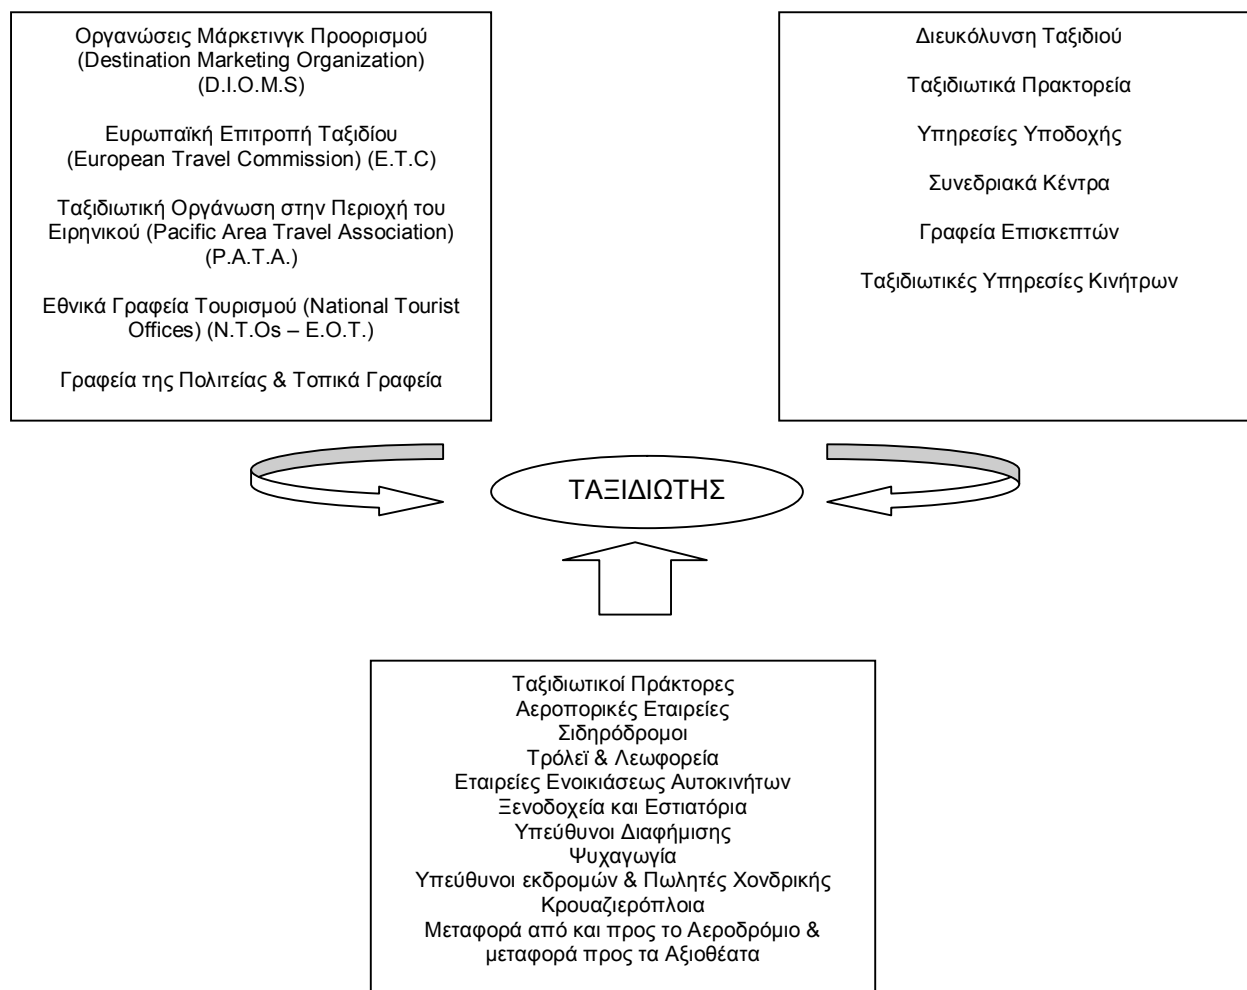 Οργανώσεις Μάρκετινγκ Προορισμού
(Destination Marketing Organization)
(D.I.O.M.S)
Ευρωπαϊκή Επιτροπή Ταξιδίου
(European Travel Commission) (E.T.C)
Ταξιδιωτική Οργάνωση στην Περιοχή του
Ειρηνικού (Pacific Area Travel Association)
(P.A.T.A.)
Εθνικά Γραφεία Τουρισμού (National Tourist
Offices) (N.T.Os – E.O.T.)
Γραφεία της Πολιτείας & Τοπικά Γραφεία
Διευκόλυνση Ταξιδιού
Ταξιδιωτικά Πρακτορεία
Υπηρεσίες Υποδοχής
Συνεδριακά Κέντρα
Γραφεία Επισκεπτών
Ταξιδιωτικές Υπηρεσίες Κινήτρων
ΤΑΞΙΔΙΩΤΗΣ
Ταξιδιωτικοί Πράκτορες
Αεροπορικές Εταιρείες
Σιδηρόδρομοι
Τρόλεϊ & Λεωφορεία
Εταιρείες Ενοικιάσεως Αυτοκινήτων
Ξενοδοχεία και Εστιατόρια
Υπεύθυνοι Διαφήμισης
Ψυχαγωγία
Υπεύθυνοι εκδρομών & Πωλητές Χονδρικής
Κρουαζιερόπλοια
Μεταφορά από και προς το Αεροδρόμιο &
μεταφορά προς τα Αξιοθέατα